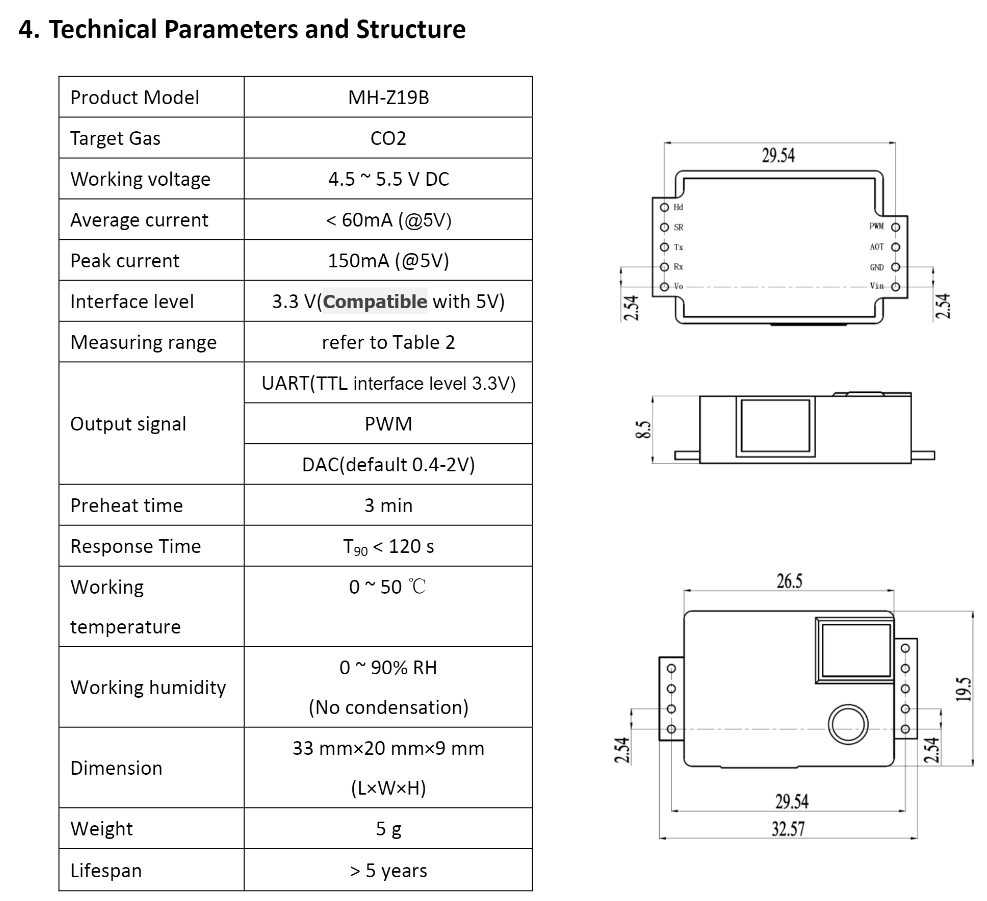 4. Technical Parameters and Structure
Product Model MH-Z19B
Target Gas CO2
Working voltage 4.5 ~ 5.5 V DC
Average current < 60mA (@5V)
Peak current 150mA (@5V)
Interface level 3.3 V(Compatible with 5V)
Measuring range refer to Table 2
Output signal
UART(TTL interface level 3.3V)
PWM
DAC(default 0.4-2V)
Preheat time 3 min
Response Time T₉₀ < 120 s
Working temperature
0 ~ 50 ℃
Working humidity
0 ~ 90% RH
(No condensation)
Dimension
33 mm×20 mm×9 mm
(L×W×H)
Weight 5 g
Lifespan > 5 years
29.54
Hd
SR PWM
Tx AOT
Rx GND
Vo Vin
2.54 2.54
8.5
26.5
19.5
2.54 2.54
29.54
32.57